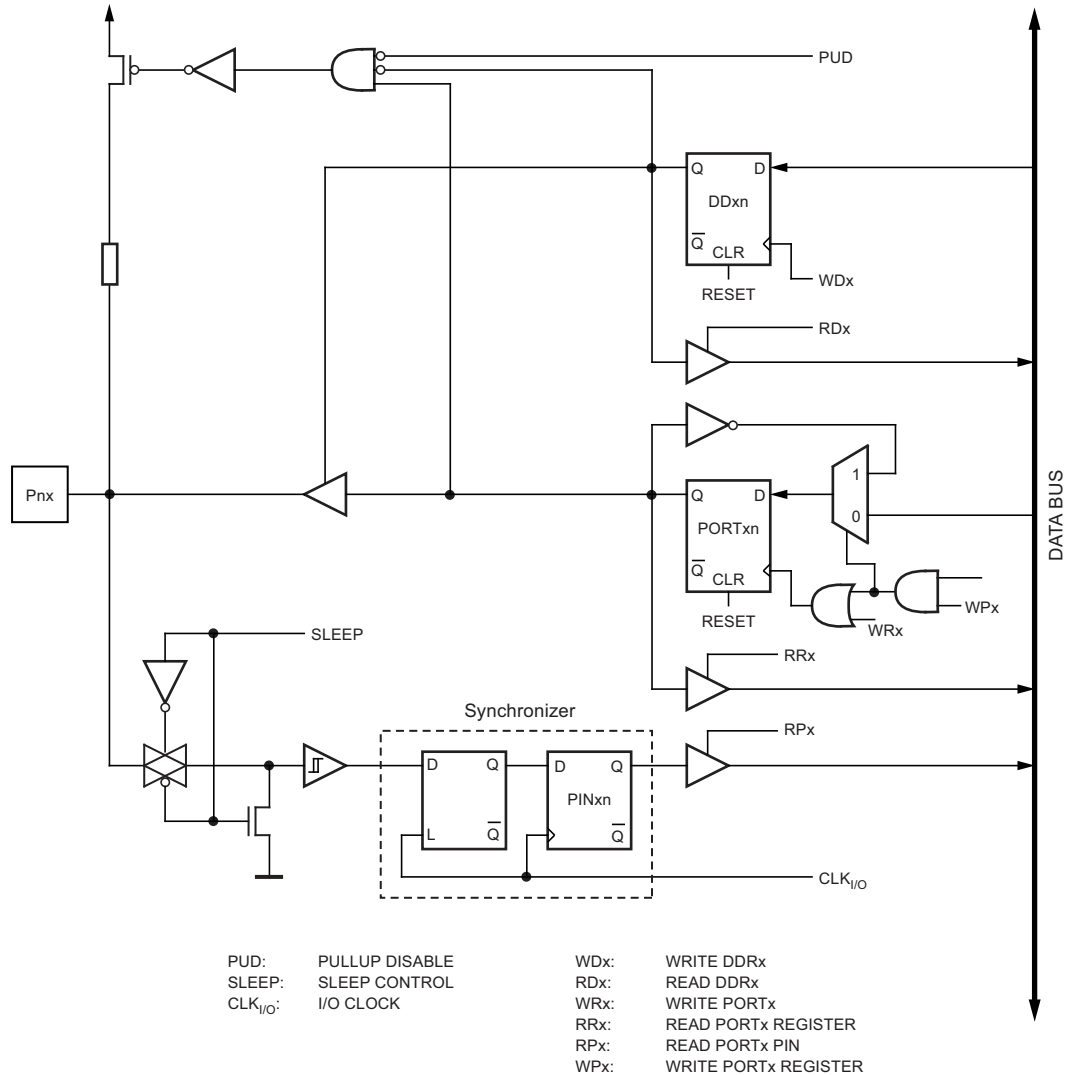 PUD
Q D
DDxn
Q
CLR
WDx
RESET
RDx
Pnx
1
0
Q D
PORTxn
Q
CLR
RESET
WPx
WRx
DATA BUS
SLEEP
RRx
Synchronizer
RPx
D Q
L Q
D Q
PINxn
Q
CLKI/O
PUD: PULLUP DISABLE
SLEEP: SLEEP CONTROL
CLKI/O: I/O CLOCK
WDx: WRITE DDRx
RDx: READ DDRx
WRx: WRITE PORTx
RRx: READ PORTx REGISTER
RPx: READ PORTx PIN
WPx: WRITE PORTx REGISTER